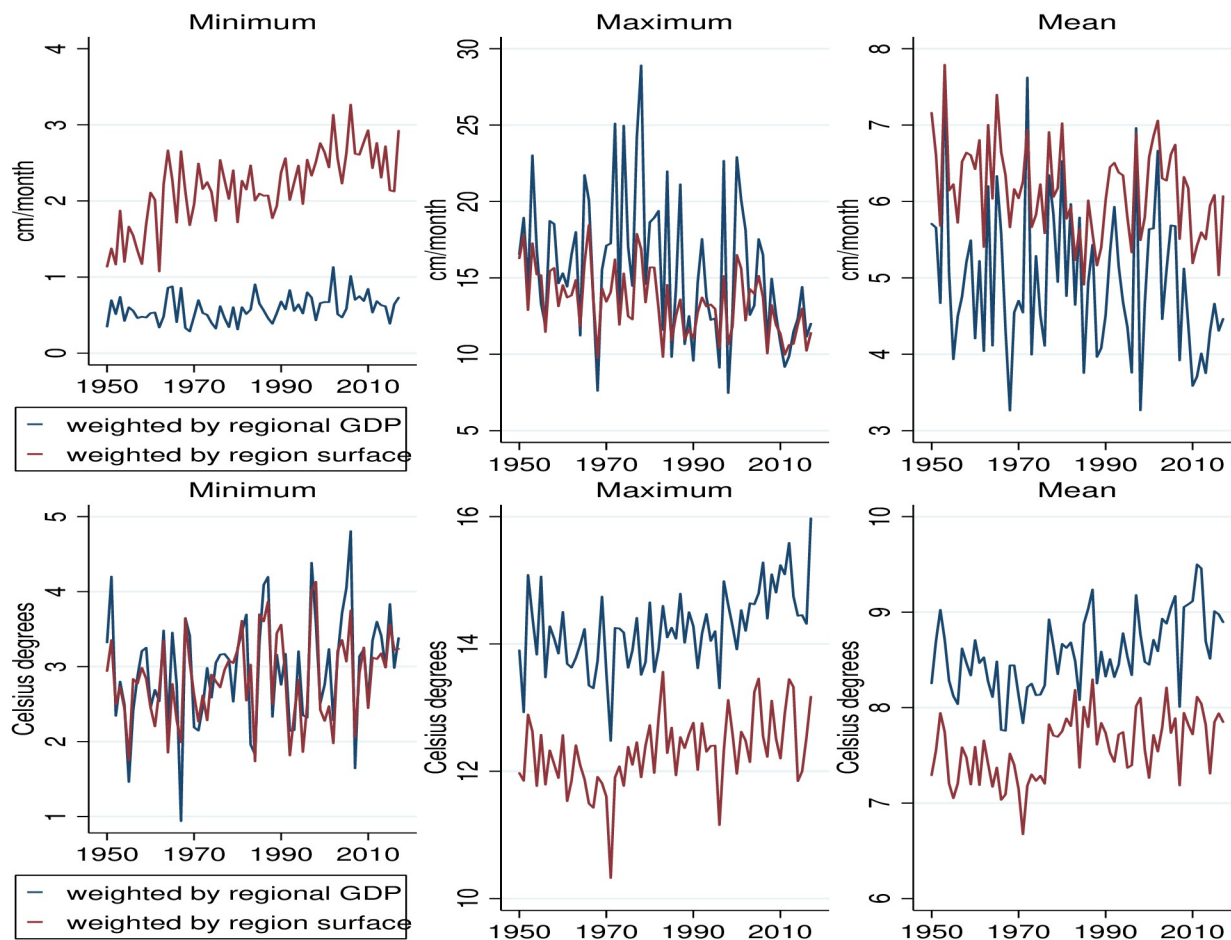 Minimum
cm/month
4
3
2
1
0
1950 1970 1990 2010
Maximum
cm/month
30
25
20
15
10
5
1950 1970 1990 2010
Mean
cm/month
8
7
6
5
4
3
1950 1970 1990 2010
weighted by regional GDP
weighted by region surface
Minimum
Celsius degrees
5
4
3
2
1
1950 1970 1990 2010
Maximum
Celsius degrees
16
14
12
10
1950 1970 1990 2010
Mean
Celsius degrees
10
9
8
7
6
1950 1970 1990 2010
weighted by regional GDP
weighted by region surface